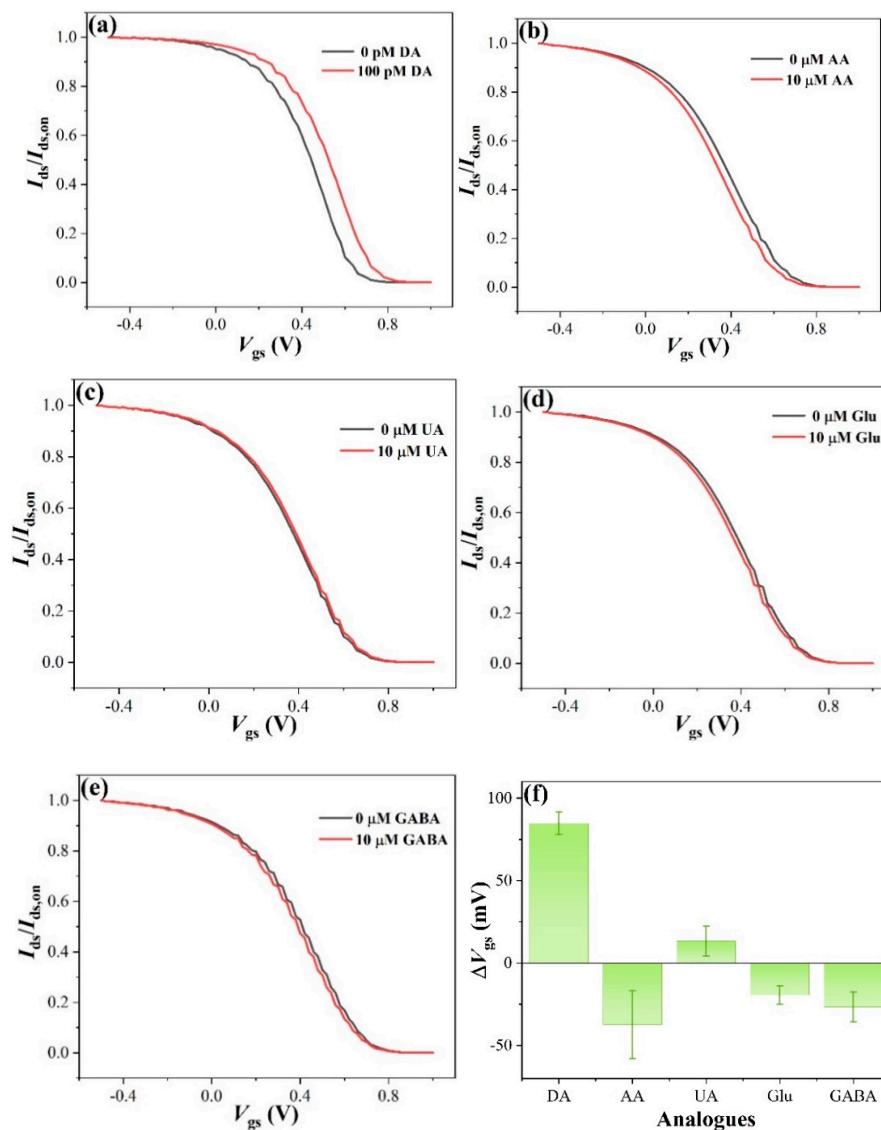 (a)
0 pM DA
100 pM DA
1.0
0.8
0.6
0.4
0.2
0.0
Ids/Ids,on
-0.4 0.0 0.4 0.8
Vgs (V)
(b)
0 μM AA
10 μM AA
1.0
0.8
0.6
0.4
0.2
0.0
Ids/Ids,on
-0.4 0.0 0.4 0.8
Vgs (V)
(c)
0 μM UA
10 μM UA
1.0
0.8
0.6
0.4
0.2
0.0
Ids/Ids,on
-0.4 0.0 0.4 0.8
Vgs (V)
(d)
0 μM Glu
10 μM Glu
1.0
0.8
0.6
0.4
0.2
0.0
Ids/Ids,on
-0.4 0.0 0.4 0.8
Vgs (V)
(e)
0 μM GABA
10 μM GABA
1.0
0.8
0.6
0.4
0.2
0.0
Ids/Ids,on
-0.4 0.0 0.4 0.8
Vgs (V)
(f)
100
50
0
-50
ΔVgs (mV)
DA AA UA Glu GABA
Analogues